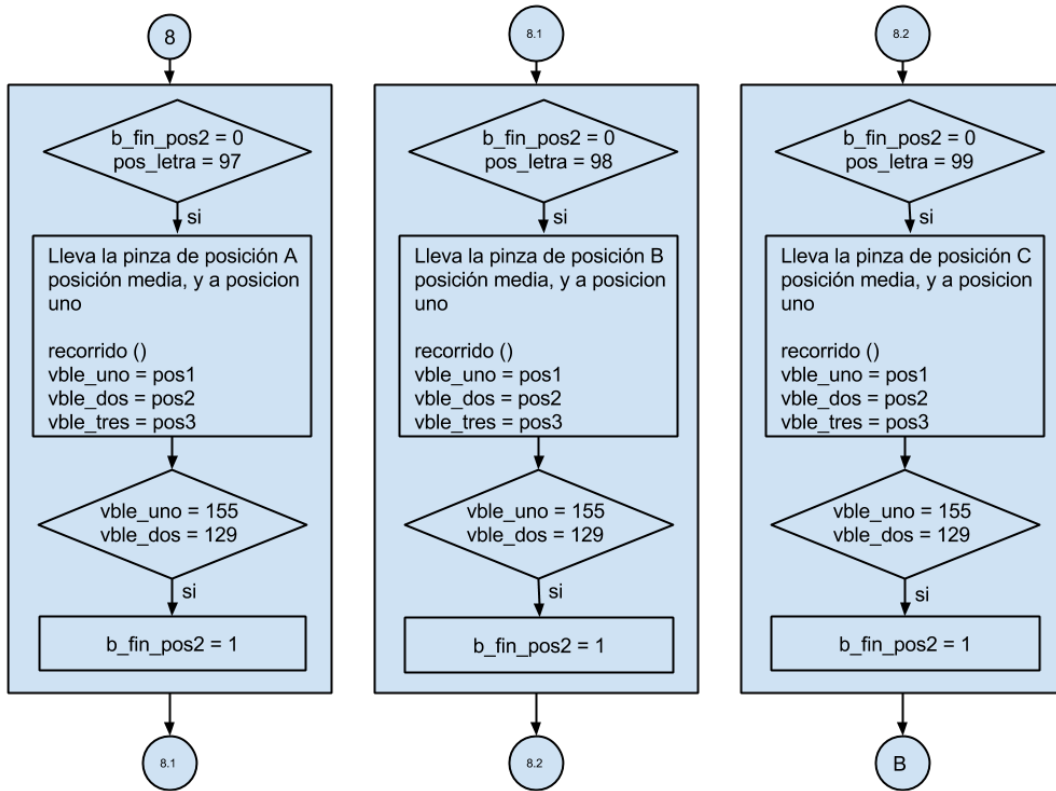 8
b_fin_pos2 = 0
pos_letra = 97
si
Lleva la pinza de posición A
posición media, y a posicion
uno
recorrido ()
vble_uno = pos1
vble_dos = pos2
vble_tres = pos3
vble_uno = 155
vble_dos = 129
si
b_fin_pos2 = 1
8.1
8.1
b_fin_pos2 = 0
pos_letra = 98
si
Lleva la pinza de posición B
posición media, y a posicion
uno
recorrido ()
vble_uno = pos1
vble_dos = pos2
vble_tres = pos3
vble_uno = 155
vble_dos = 129
si
b_fin_pos2 = 1
8.2
8.2
b_fin_pos2 = 0
pos_letra = 99
si
Lleva la pinza de posición C
posición media, y a posicion
uno
recorrido ()
vble_uno = pos1
vble_dos = pos2
vble_tres = pos3
vble_uno = 155
vble_dos = 129
si
b_fin_pos2 = 1
B